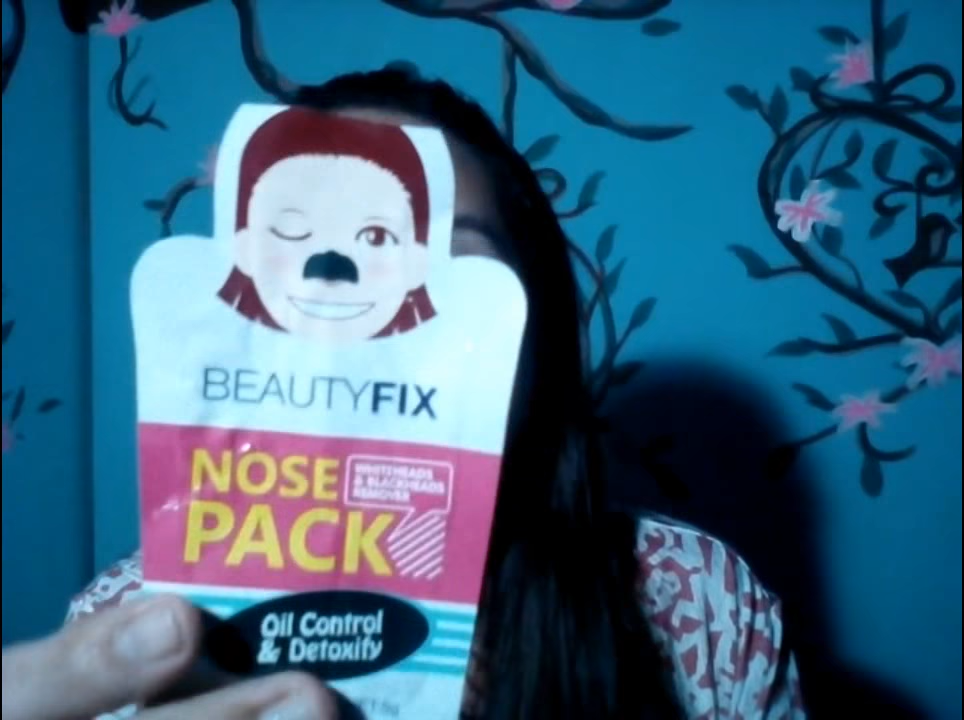 BEAUTYFIX
NOSE
PACK
WHITEHEADS
& BLACKHEADS
REMOVER
Oil Control
& Detoxify